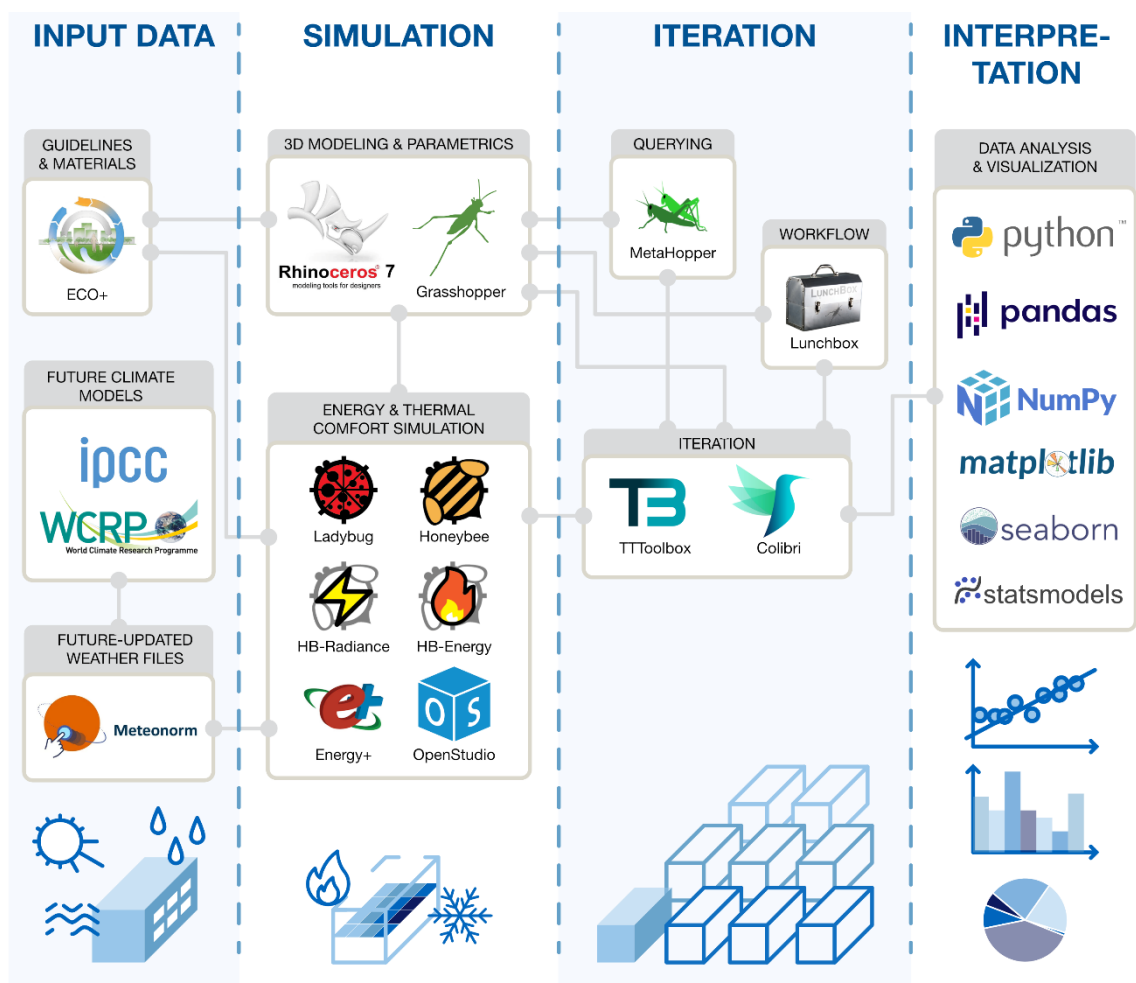 INPUT DATA
SIMULATION
ITERATION
INTERPRE-
TATION
GUIDELINES
& MATERIALS
ECO+
FUTURE CLIMATE
MODELS
ipcc
WCRP
World Climate Research Programme
FUTURE-UPDATED
WEATHER FILES
Meteonorm
3D MODELING & PARAMETRICS
Rhinoceros® 7
modeling tools for designers
Grasshopper
ENERGY & THERMAL
COMFORT SIMULATION
Ladybug
Honeybee
HB-Radiance
HB-Energy
e+
Energy+
OS
OpenStudio
QUERYING
MetaHopper
WORKFLOW
LUNCHBOX
Lunchbox
ITERATION
TTToolbox
Colibri
DATA ANALYSIS
& VISUALIZATION
python™
pandas
NumPy
matplotlib
seaborn
statsmodels